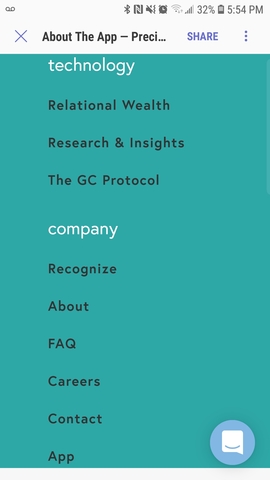 32% 5:54 PM
About The App — Preci... SHARE
technology
Relational Wealth
Research & Insights
The GC Protocol
company
Recognize
About
FAQ
Careers
Contact
App